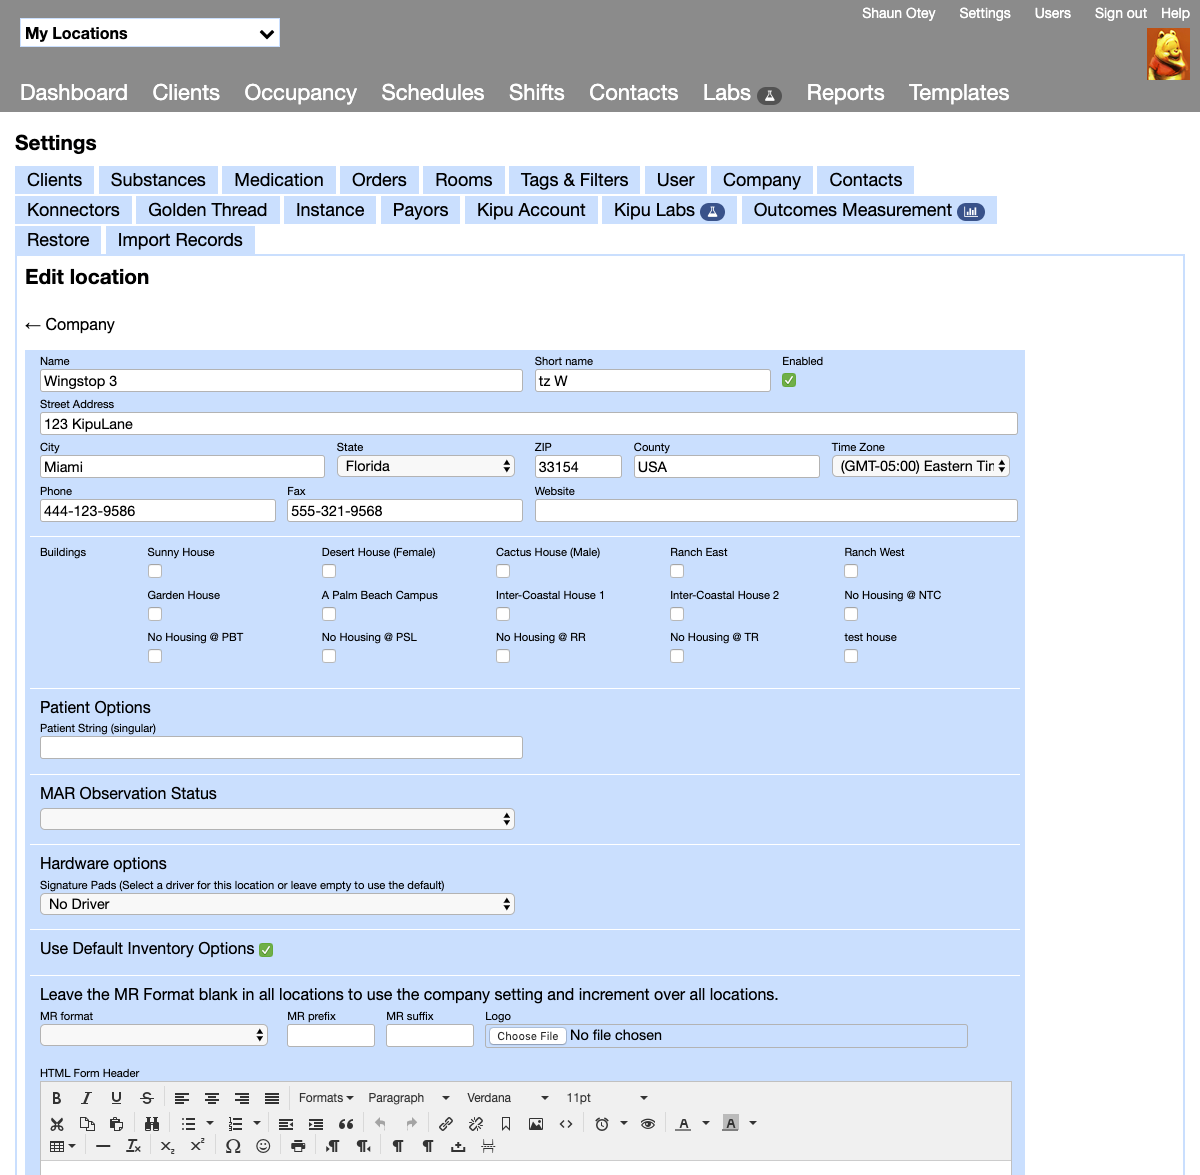 Shaun Otey Settings Users Sign out Help
My Locations
Dashboard Clients Occupancy Schedules Shifts Contacts Labs Reports Templates
Settings
Clients Substances Medication Orders Rooms Tags & Filters User Company Contacts
Konnectors Golden Thread Instance Payors Kipu Account Kipu Labs Outcomes Measurement
Restore Import Records
Edit location
← Company
Name Short name Enabled
Wingstop 3 tz W
Street Address
123 KipuLane
City State ZIP County Time Zone
Miami Florida 33154 USA (GMT-05:00) Eastern Tin
Phone Fax Website
444-123-9586 555-321-9568
Buildings Sunny House Desert House (Female) Cactus House (Male) Ranch East Ranch West
Garden House A Palm Beach Campus Inter-Coastal House 1 Inter-Coastal House 2 No Housing @ NTC
No Housing @ PBT No Housing @ PSL No Housing @ RR No Housing @ TR test house
Patient Options
Patient String (singular)
MAR Observation Status
Hardware options
Signature Pads (Select a driver for this location or leave empty to use the default)
No Driver
Use Default Inventory Options
Leave the MR Format blank in all locations to use the company setting and increment over all locations.
MR format MR prefix MR suffix Logo
Choose File No file chosen
HTML Form Header
B I U S Formats Paragraph Verdana 11pt